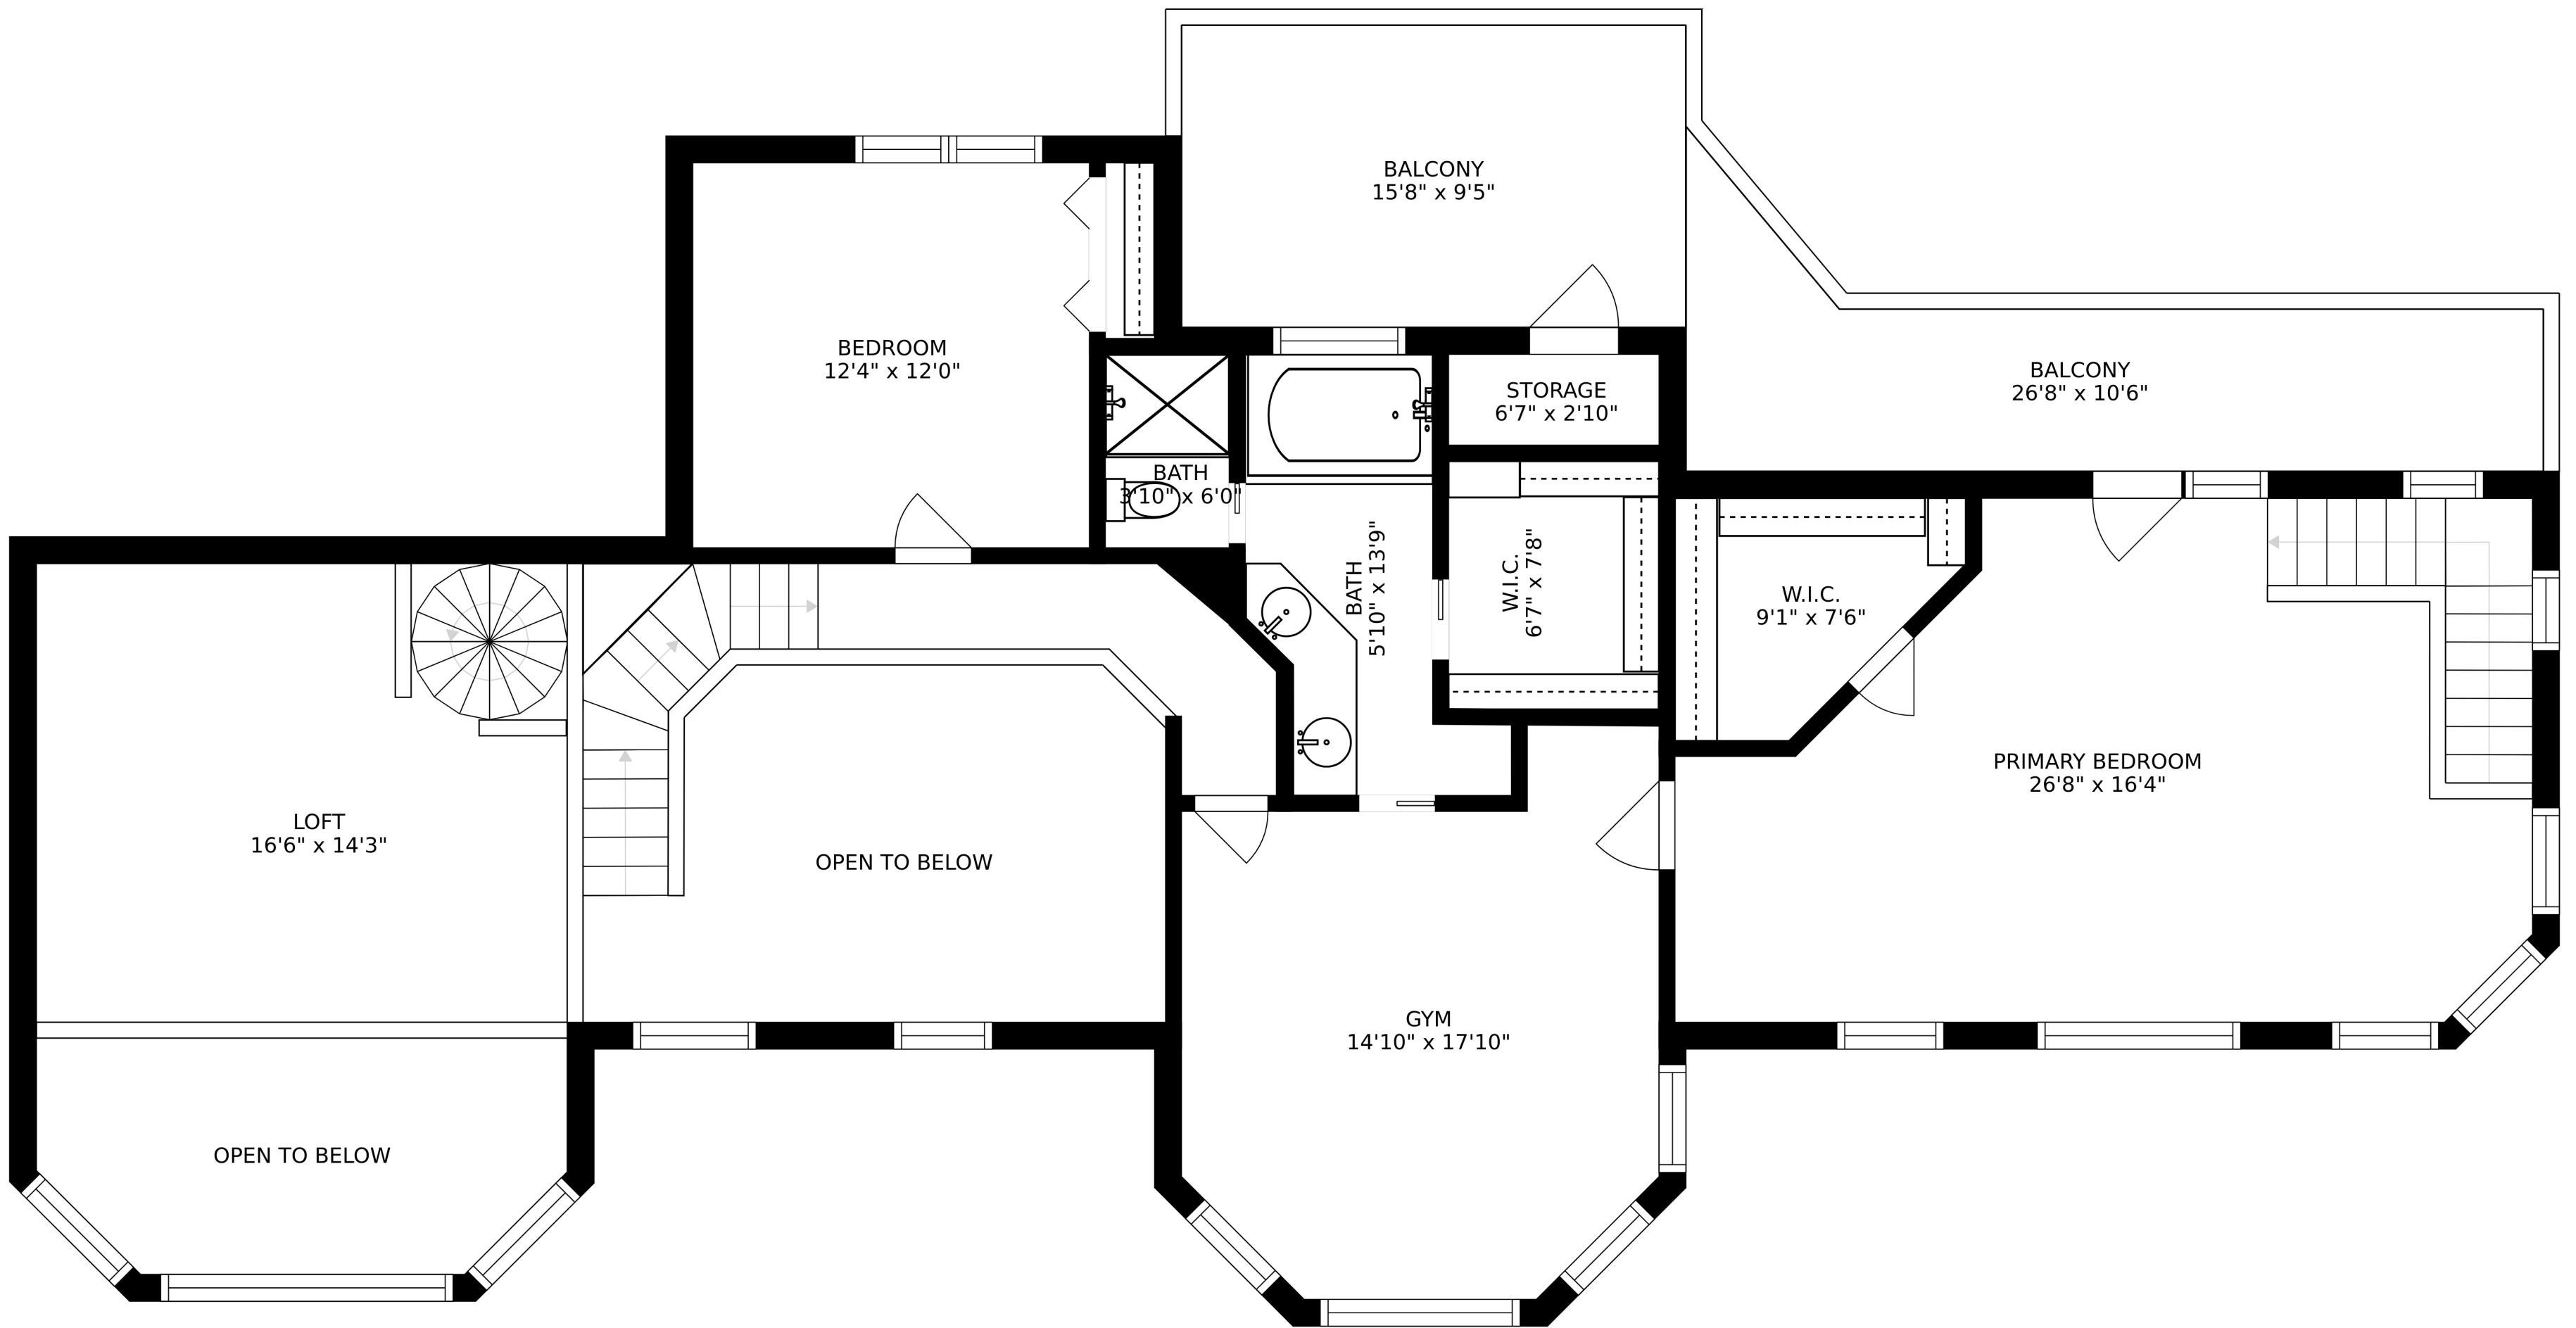 BALCONY
15'8" x 9'5"
BEDROOM
12'4" x 12'0"
BALCONY
26'8" x 10'6"
STORAGE
6'7" x 2'10"
BATH
3'10" x 6'0"
BATH
5'10" x 13'9"
W.I.C.
6'7" x 7'8"
W.I.C.
9'1" x 7'6"
PRIMARY BEDROOM
26'8" x 16'4"
LOFT
16'6" x 14'3"
OPEN TO BELOW
GYM
14'10" x 17'10"
OPEN TO BELOW